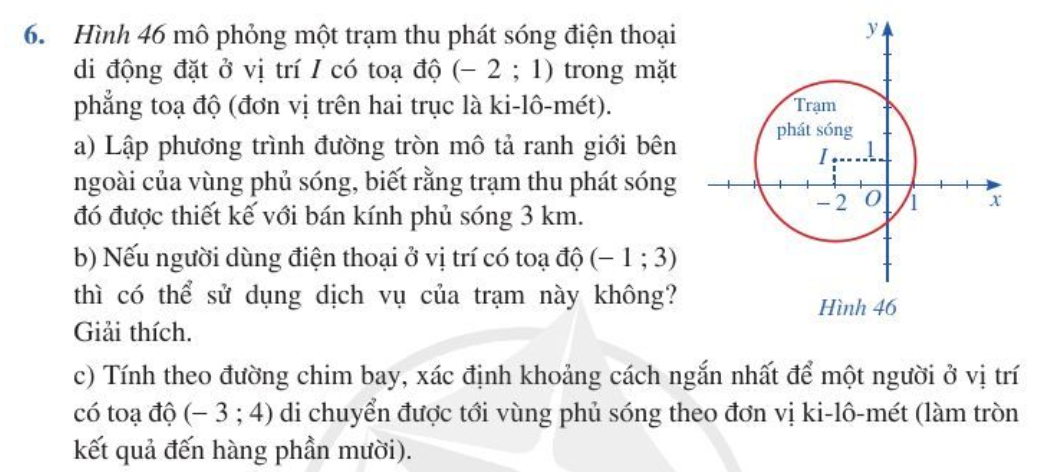 6. Hình 46 mô phỏng một trạm thu phát sóng điện thoại
di động đặt ở vị trí I có toạ độ (– 2 ; 1) trong mặt
phẳng toạ độ (đơn vị trên hai trục là ki-lô-mét).
a) Lập phương trình đường tròn mô tả ranh giới bên
ngoài của vùng phủ sóng, biết rằng trạm thu phát sóng
đó được thiết kế với bán kính phủ sóng 3 km.
b) Nếu người dùng điện thoại ở vị trí có toạ độ (– 1 ; 3)
thì có thể sử dụng dịch vụ của trạm này không?
Giải thích.
y
Trạm
phát sóng
I 1
– 2 O 1 x
Hình 46
c) Tính theo đường chim bay, xác định khoảng cách ngắn nhất để một người ở vị trí
có toạ độ (– 3 ; 4) di chuyển được tới vùng phủ sóng theo đơn vị ki-lô-mét (làm tròn
kết quả đến hàng phần mười).